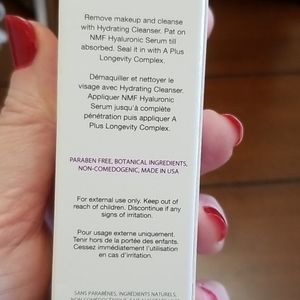 Remove makeup and cleanse
with Hydrating Cleanser. Pat on
NMF Hyaluronic Serum till
absorbed. Seal it in with A Plus
Longevity Complex.
Démaquiller et nettoyer le
visage avec Hydrating Cleanser.
Appliquer NMF Hyaluronic
Serum jusqu'à complète
pénétration puis appliquer A
Plus Longevity Complex.
PARABEN FREE, BOTANICAL INGREDIENTS,
NON-COMEDOGENIC, MADE IN USA
For external use only. Keep out of
reach of children. Discontinue if any
signs of irritation.
Pour usage externe uniquement.
Tenir hors de la portée des enfants.
Cessez immédiatement l'utilisation
en cas d'irritation.
SANS PARABÈNES, INGREDIENTS NATURELS,